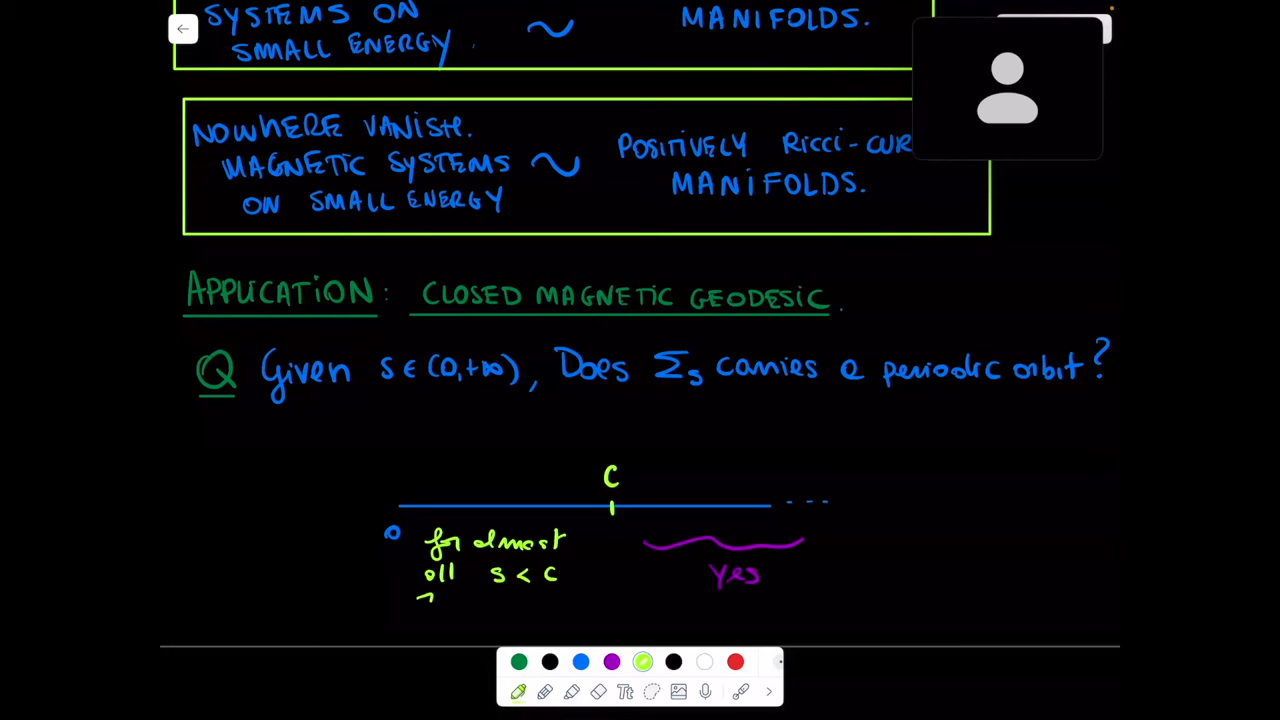 SYSTEMS ON
SMALL ENERGY.
~
MANIFOLDS.
NOWHERE VANISH.
MAGNETIC SYSTEMS
ON SMALL ENERGY
~
POSITIVELY RICCI-CUR
MANIFOLDS.
APPLICATION: CLOSED MAGNETIC GEODESIC.
Q Given s ∈ (0,+∞), Does Σs carries a periodic orbit?
C
0
for almost
all s < c
yes
Tt